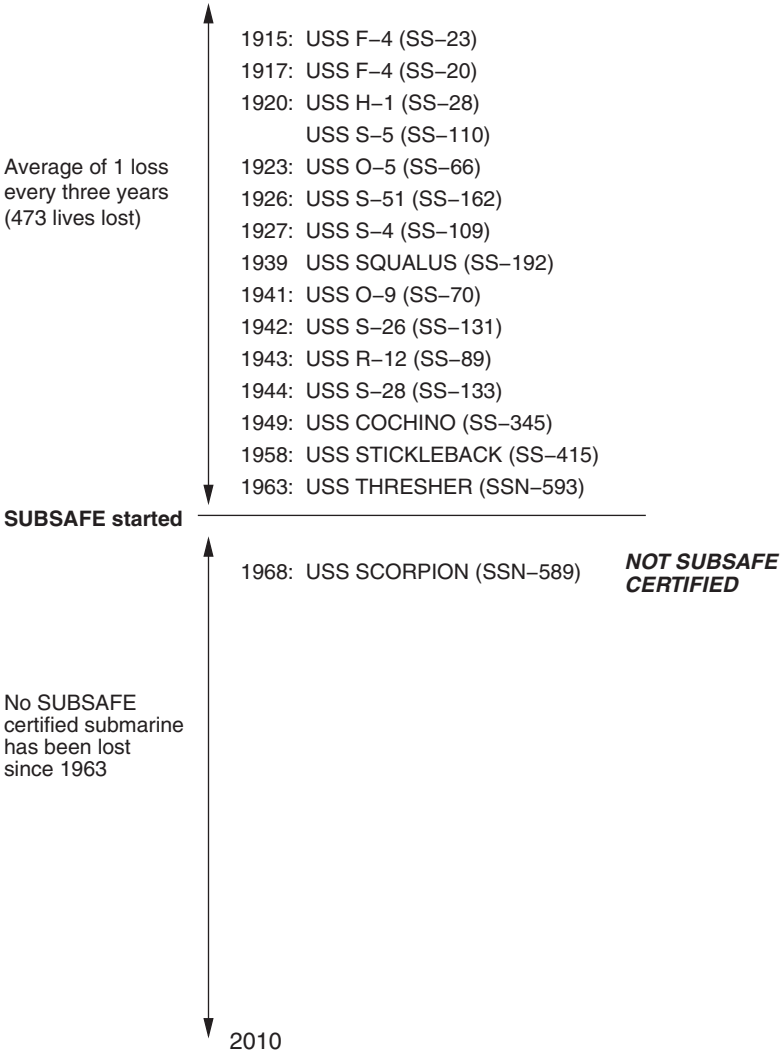 1915: USS F−4 (SS−23)
1917: USS F−4 (SS−20)
1920: USS H−1 (SS−28)
USS S−5 (SS−110)
Average of 1 loss
every three years
(473 lives lost)
1923: USS O−5 (SS−66)
1926: USS S−51 (SS−162)
1927: USS S−4 (SS−109)
1939 USS SQUALUS (SS−192)
1941: USS O−9 (SS−70)
1942: USS S−26 (SS−131)
1943: USS R−12 (SS−89)
1944: USS S−28 (SS−133)
1949: USS COCHINO (SS−345)
1958: USS STICKLEBACK (SS−415)
1963: USS THRESHER (SSN−593)
SUBSAFE started
1968: USS SCORPION (SSN−589)
NOT SUBSAFE
CERTIFIED
No SUBSAFE
certified submarine
has been lost
since 1963
2010